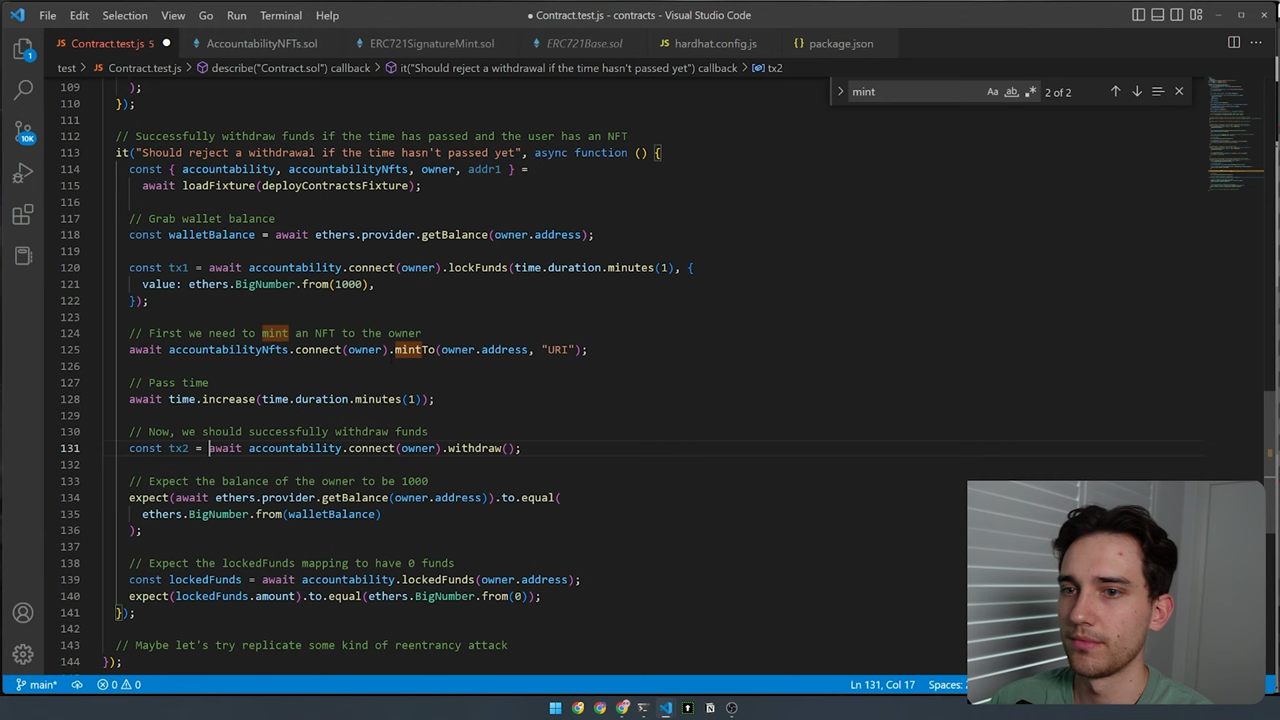 File Edit Selection View Go Run Terminal Help
● Contract.test.js - contracts - Visual Studio Code
Contract.test.js 5 ● AccountabilityNFTs.sol ERC721SignatureMint.sol ERC721Base.sol hardhat.config.js package.json
test > Contract.test.js > describe("Contract.sol") callback > it("Should reject a withdrawal if the time hasn't passed yet") callback > tx2
mint Aa ab 2 of 2
109 );
110 });
111
112 // Successfully withdraw funds if the time has passed and the user has an NFT
113 it("Should reject a withdrawal if the time hasn't passed yet", async function () {
114 const { accountability, accountabilityNfts, owner, addr1 } =
115 await loadFixture(deployContractsFixture);
116
117 // Grab wallet balance
118 const walletBalance = await ethers.provider.getBalance(owner.address);
119
120 const tx1 = await accountability.connect(owner).lockFunds(time.duration.minutes(1), {
121 value: ethers.BigNumber.from(1000),
122 });
123
124 // First we need to mint an NFT to the owner
125 await accountabilityNfts.connect(owner).mintTo(owner.address, "URI");
126
127 // Pass time
128 await time.increase(time.duration.minutes(1));
129
130 // Now, we should successfully withdraw funds
131 const tx2 = await accountability.connect(owner).withdraw();
132
133 // Expect the balance of the owner to be 1000
134 expect(await ethers.provider.getBalance(owner.address)).to.equal(
135 ethers.BigNumber.from(walletBalance)
136 );
137
138 // Expect the lockedFunds mapping to have 0 funds
139 const lockedFunds = await accountability.lockedFunds(owner.address);
140 expect(lockedFunds.amount).to.equal(ethers.BigNumber.from(0));
141 });
142
143 // Maybe let's try replicate some kind of reentrancy attack
144 });
1
10K
main* 0 0 Ln 131, Col 17 Spaces: